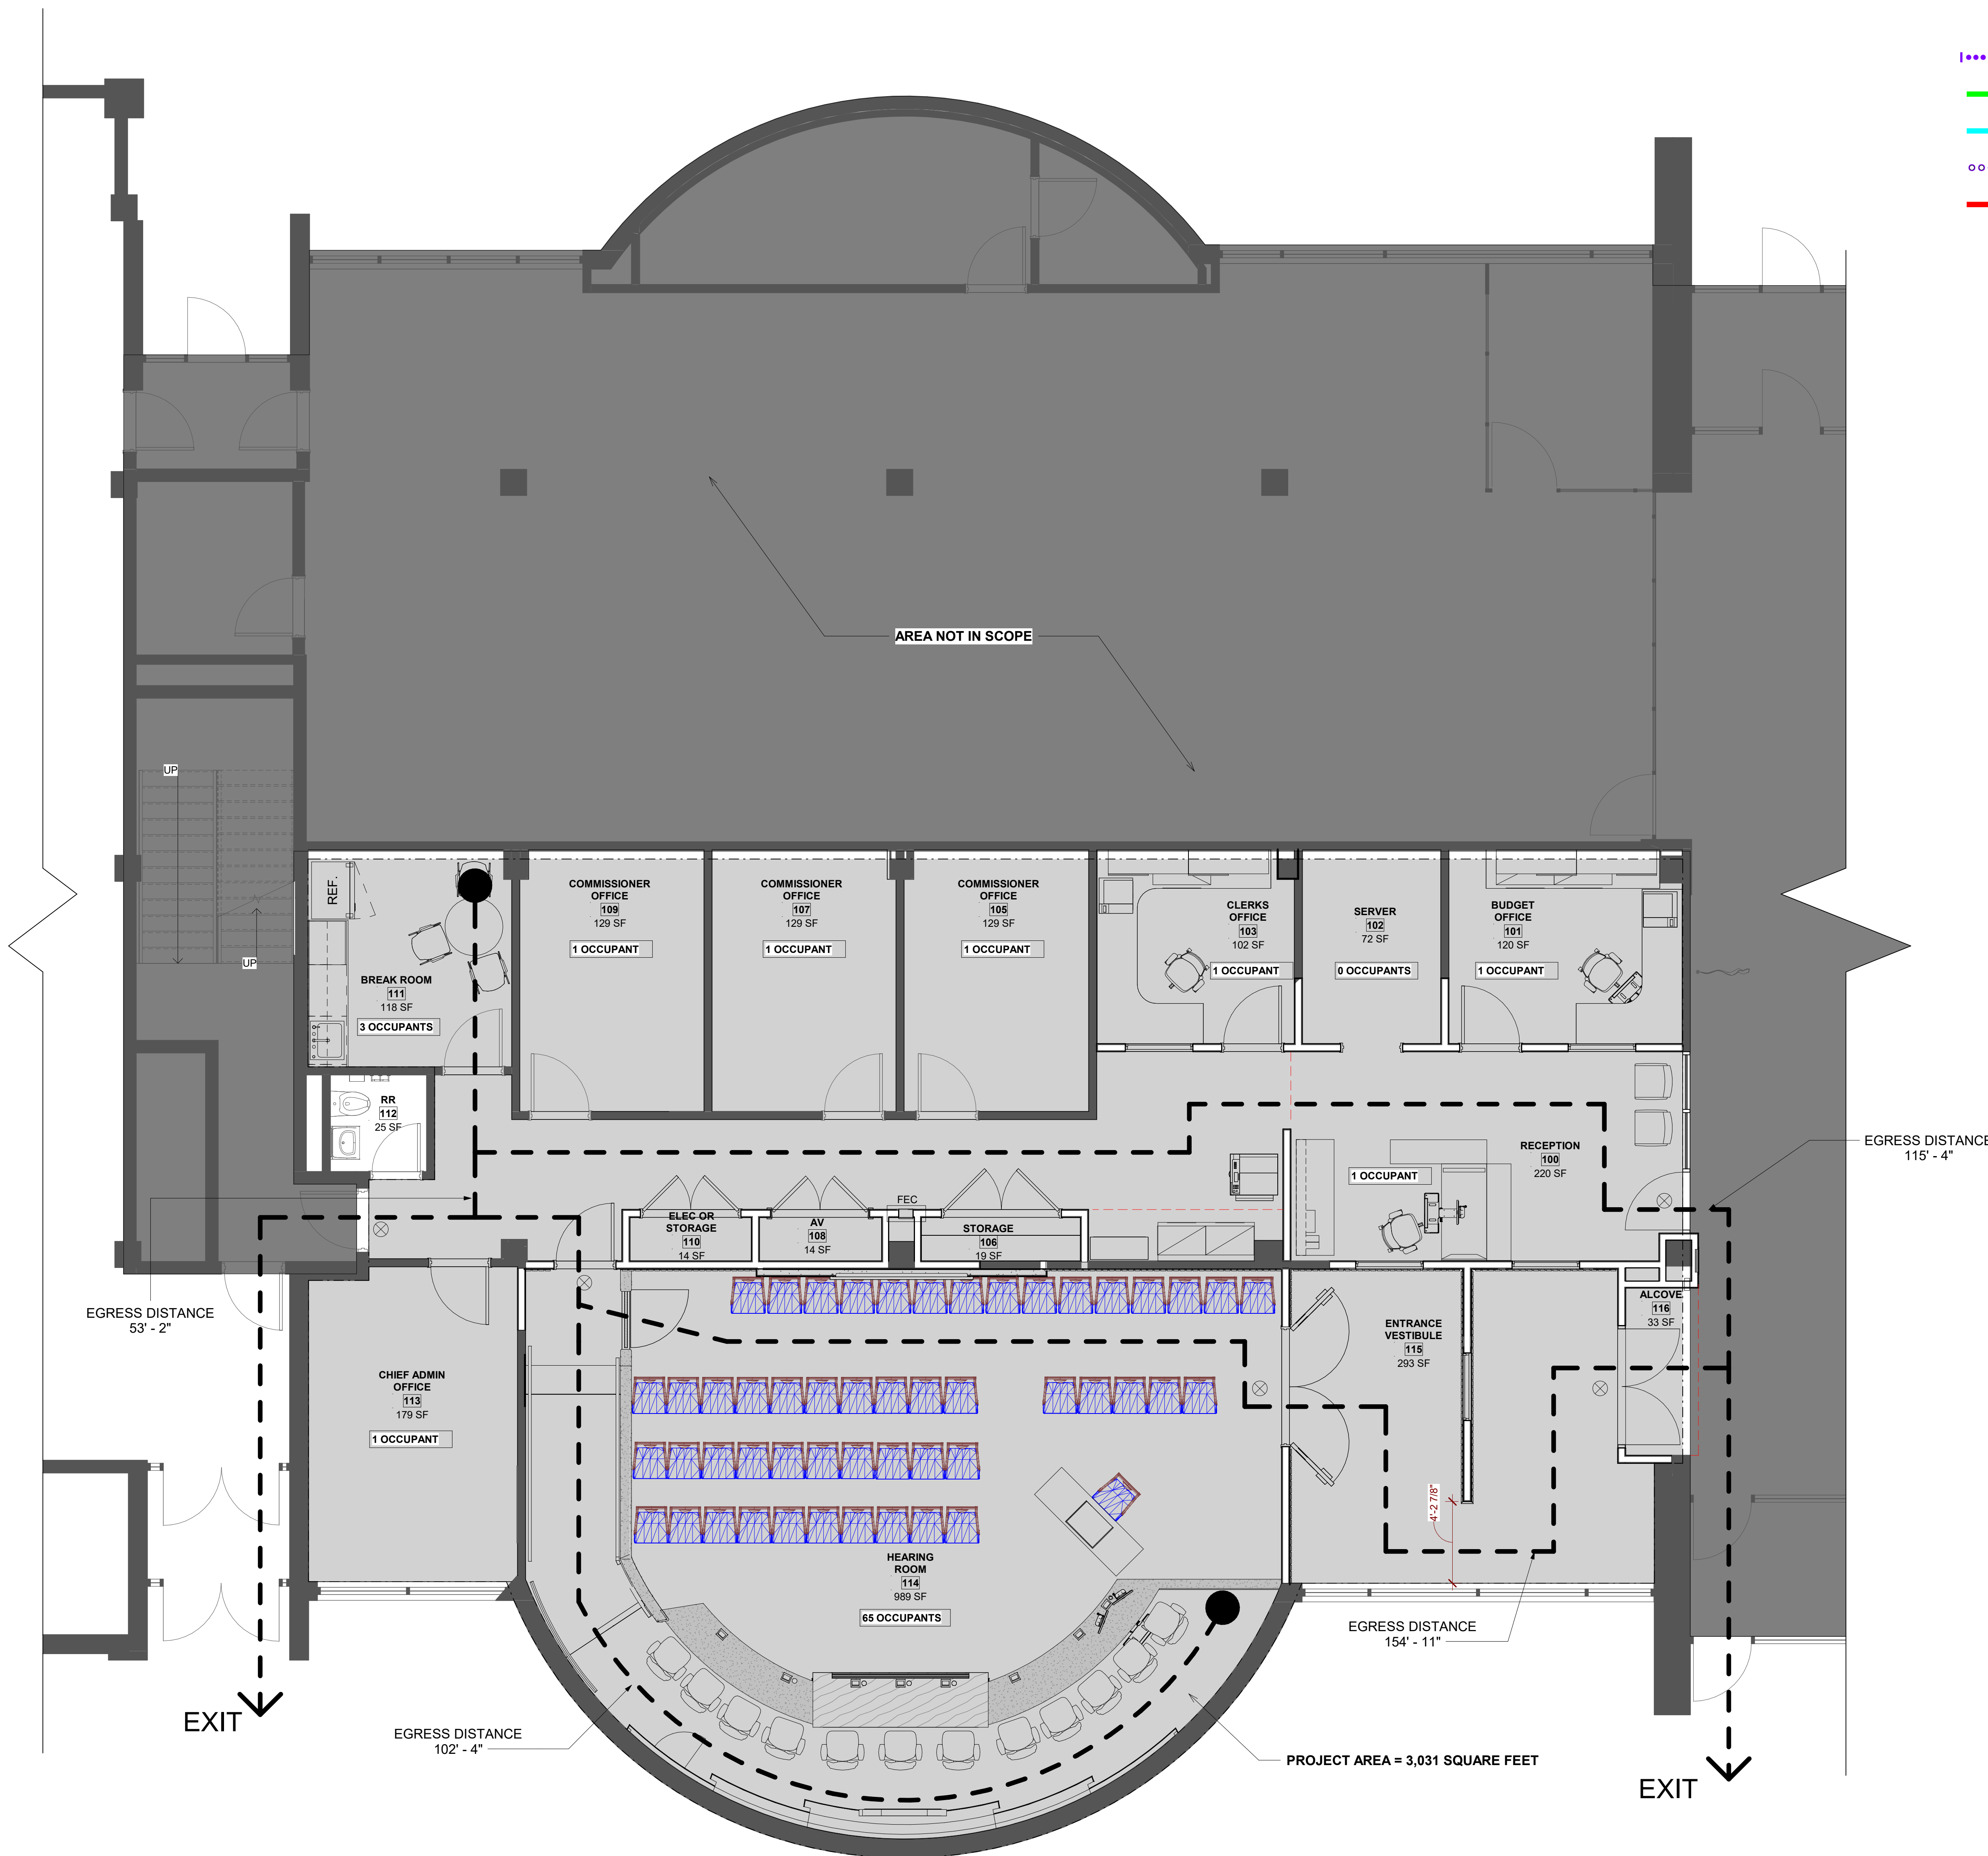 AREA NOT IN SCOPE
UP
UP
REF.
BREAK ROOM
111
118 SF
3 OCCUPANTS
COMMISSIONER
OFFICE
109
129 SF
1 OCCUPANT
COMMISSIONER
OFFICE
107
129 SF
1 OCCUPANT
COMMISSIONER
OFFICE
105
129 SF
1 OCCUPANT
CLERKS
OFFICE
103
102 SF
1 OCCUPANT
SERVER
102
72 SF
0 OCCUPANTS
BUDGET
OFFICE
101
120 SF
1 OCCUPANT
RR
112
25 SF
RECEPTION
100
220 SF
1 OCCUPANT
EGRESS DISTANCE
115' - 4"
FEC
ELEC OR
STORAGE
110
14 SF
AV
108
14 SF
STORAGE
106
19 SF
EGRESS DISTANCE
53' - 2"
ALCOVE
116
33 SF
ENTRANCE
VESTIBULE
115
293 SF
CHIEF ADMIN
OFFICE
113
179 SF
1 OCCUPANT
4'-2 7/8"
HEARING
ROOM
114
989 SF
65 OCCUPANTS
EGRESS DISTANCE
154' - 11"
EXIT
EGRESS DISTANCE
102' - 4"
PROJECT AREA = 3,031 SQUARE FEET
EXIT